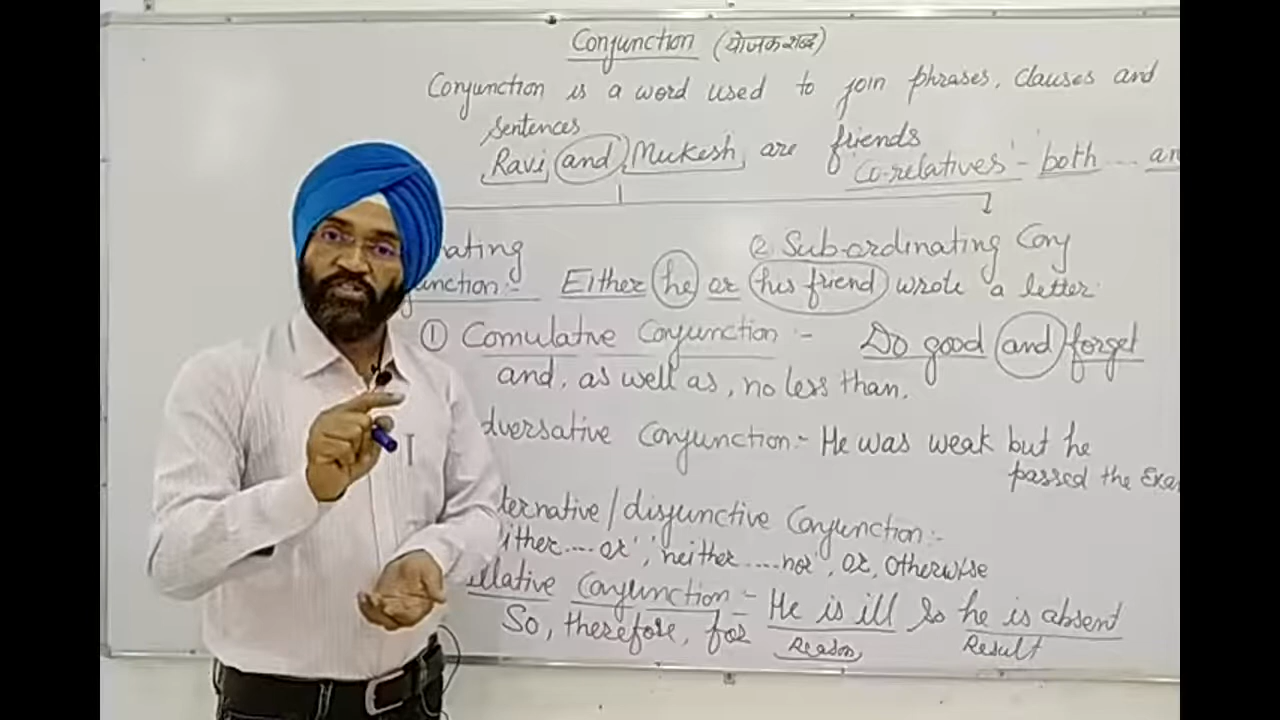 Conjunction (योजक शब्द)
Conjunction is a word used to join phrases, clauses and
sentences
Ravi and Mukesh are friends
'Co-relatives' - both ... an
ating
unction:-
2. Sub-ordinating Conj
Either he or his friend wrote a letter.
① Comulative Conjunction :- Do good and forget
and, as well as, no less than.
dversative Conjunction:- He was weak but he
passed the Exa
ternative / disjunctive Conjunction:-
ither....or', 'neither ....nor', or, otherwise
llative Conjunction :- He is ill so he is absent
So, therefore, for Reason Result